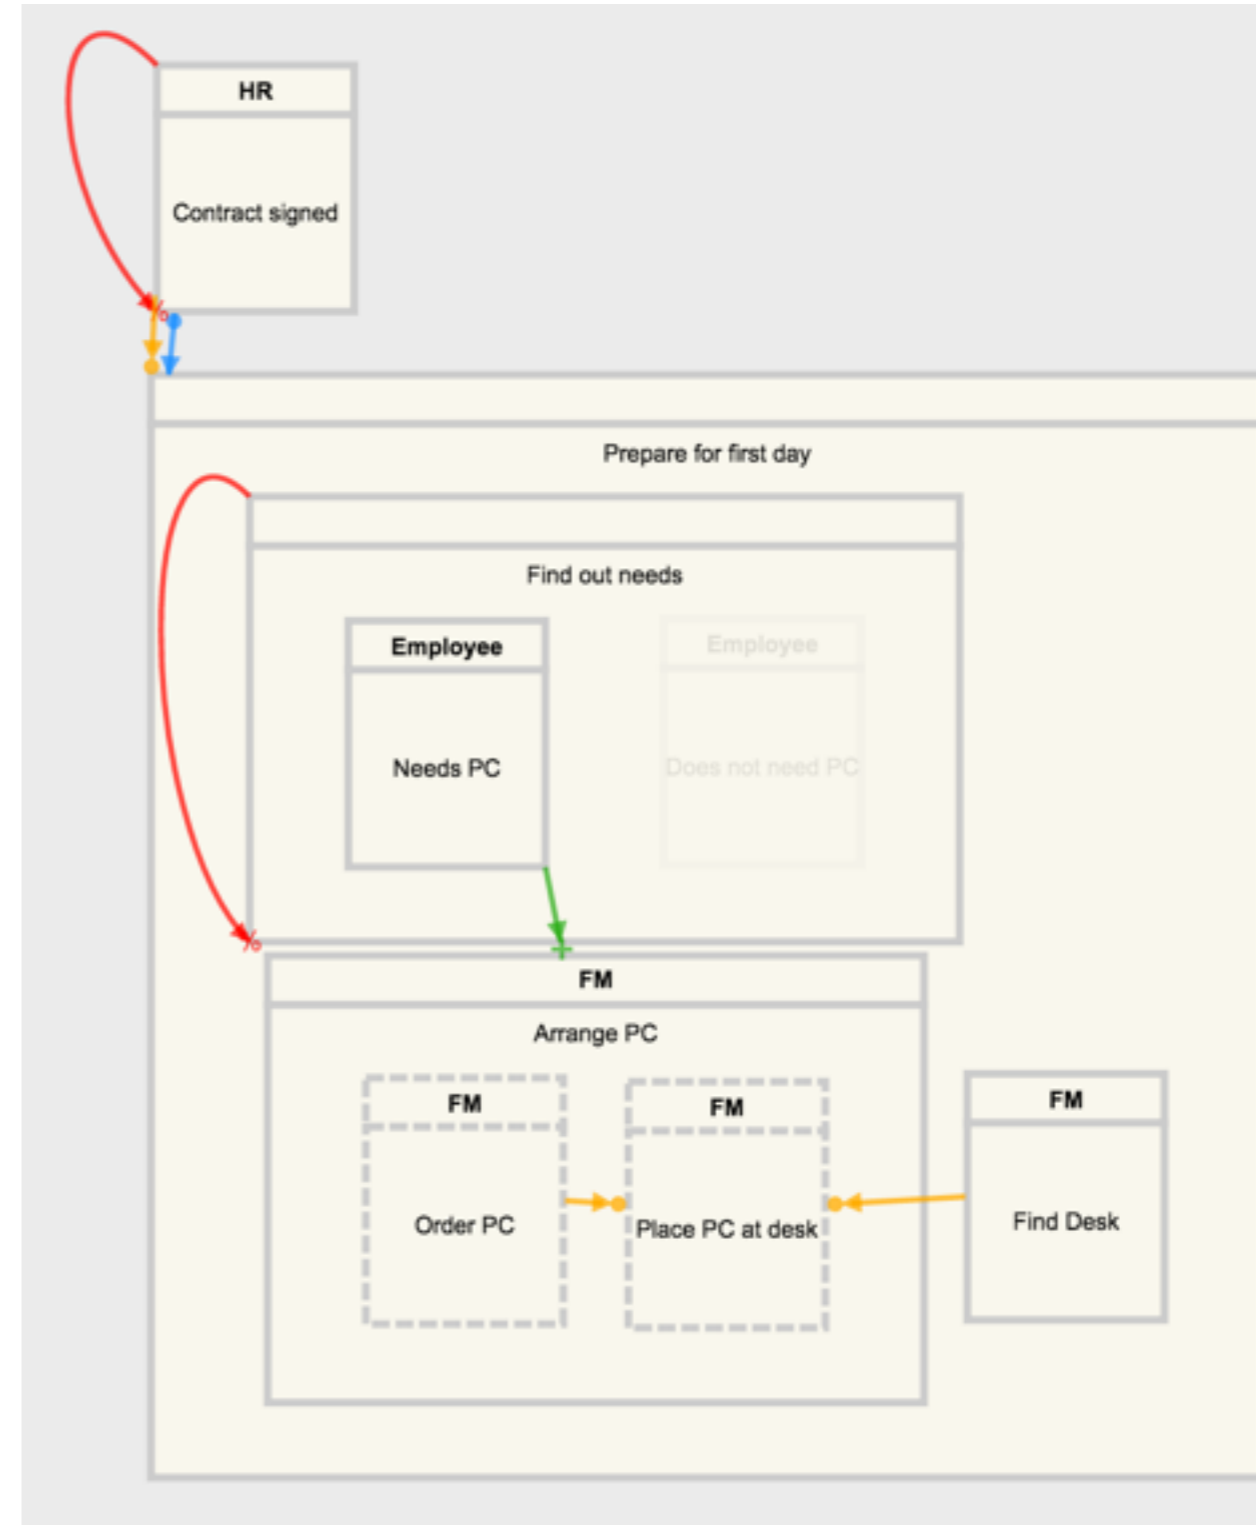 HR
Contract signed
%
Prepare for first day
Find out needs
Employee
Needs PC
Employee
Does not need PC
%
+
FM
Arrange PC
FM
Order PC
FM
Place PC at desk
FM
Find Desk